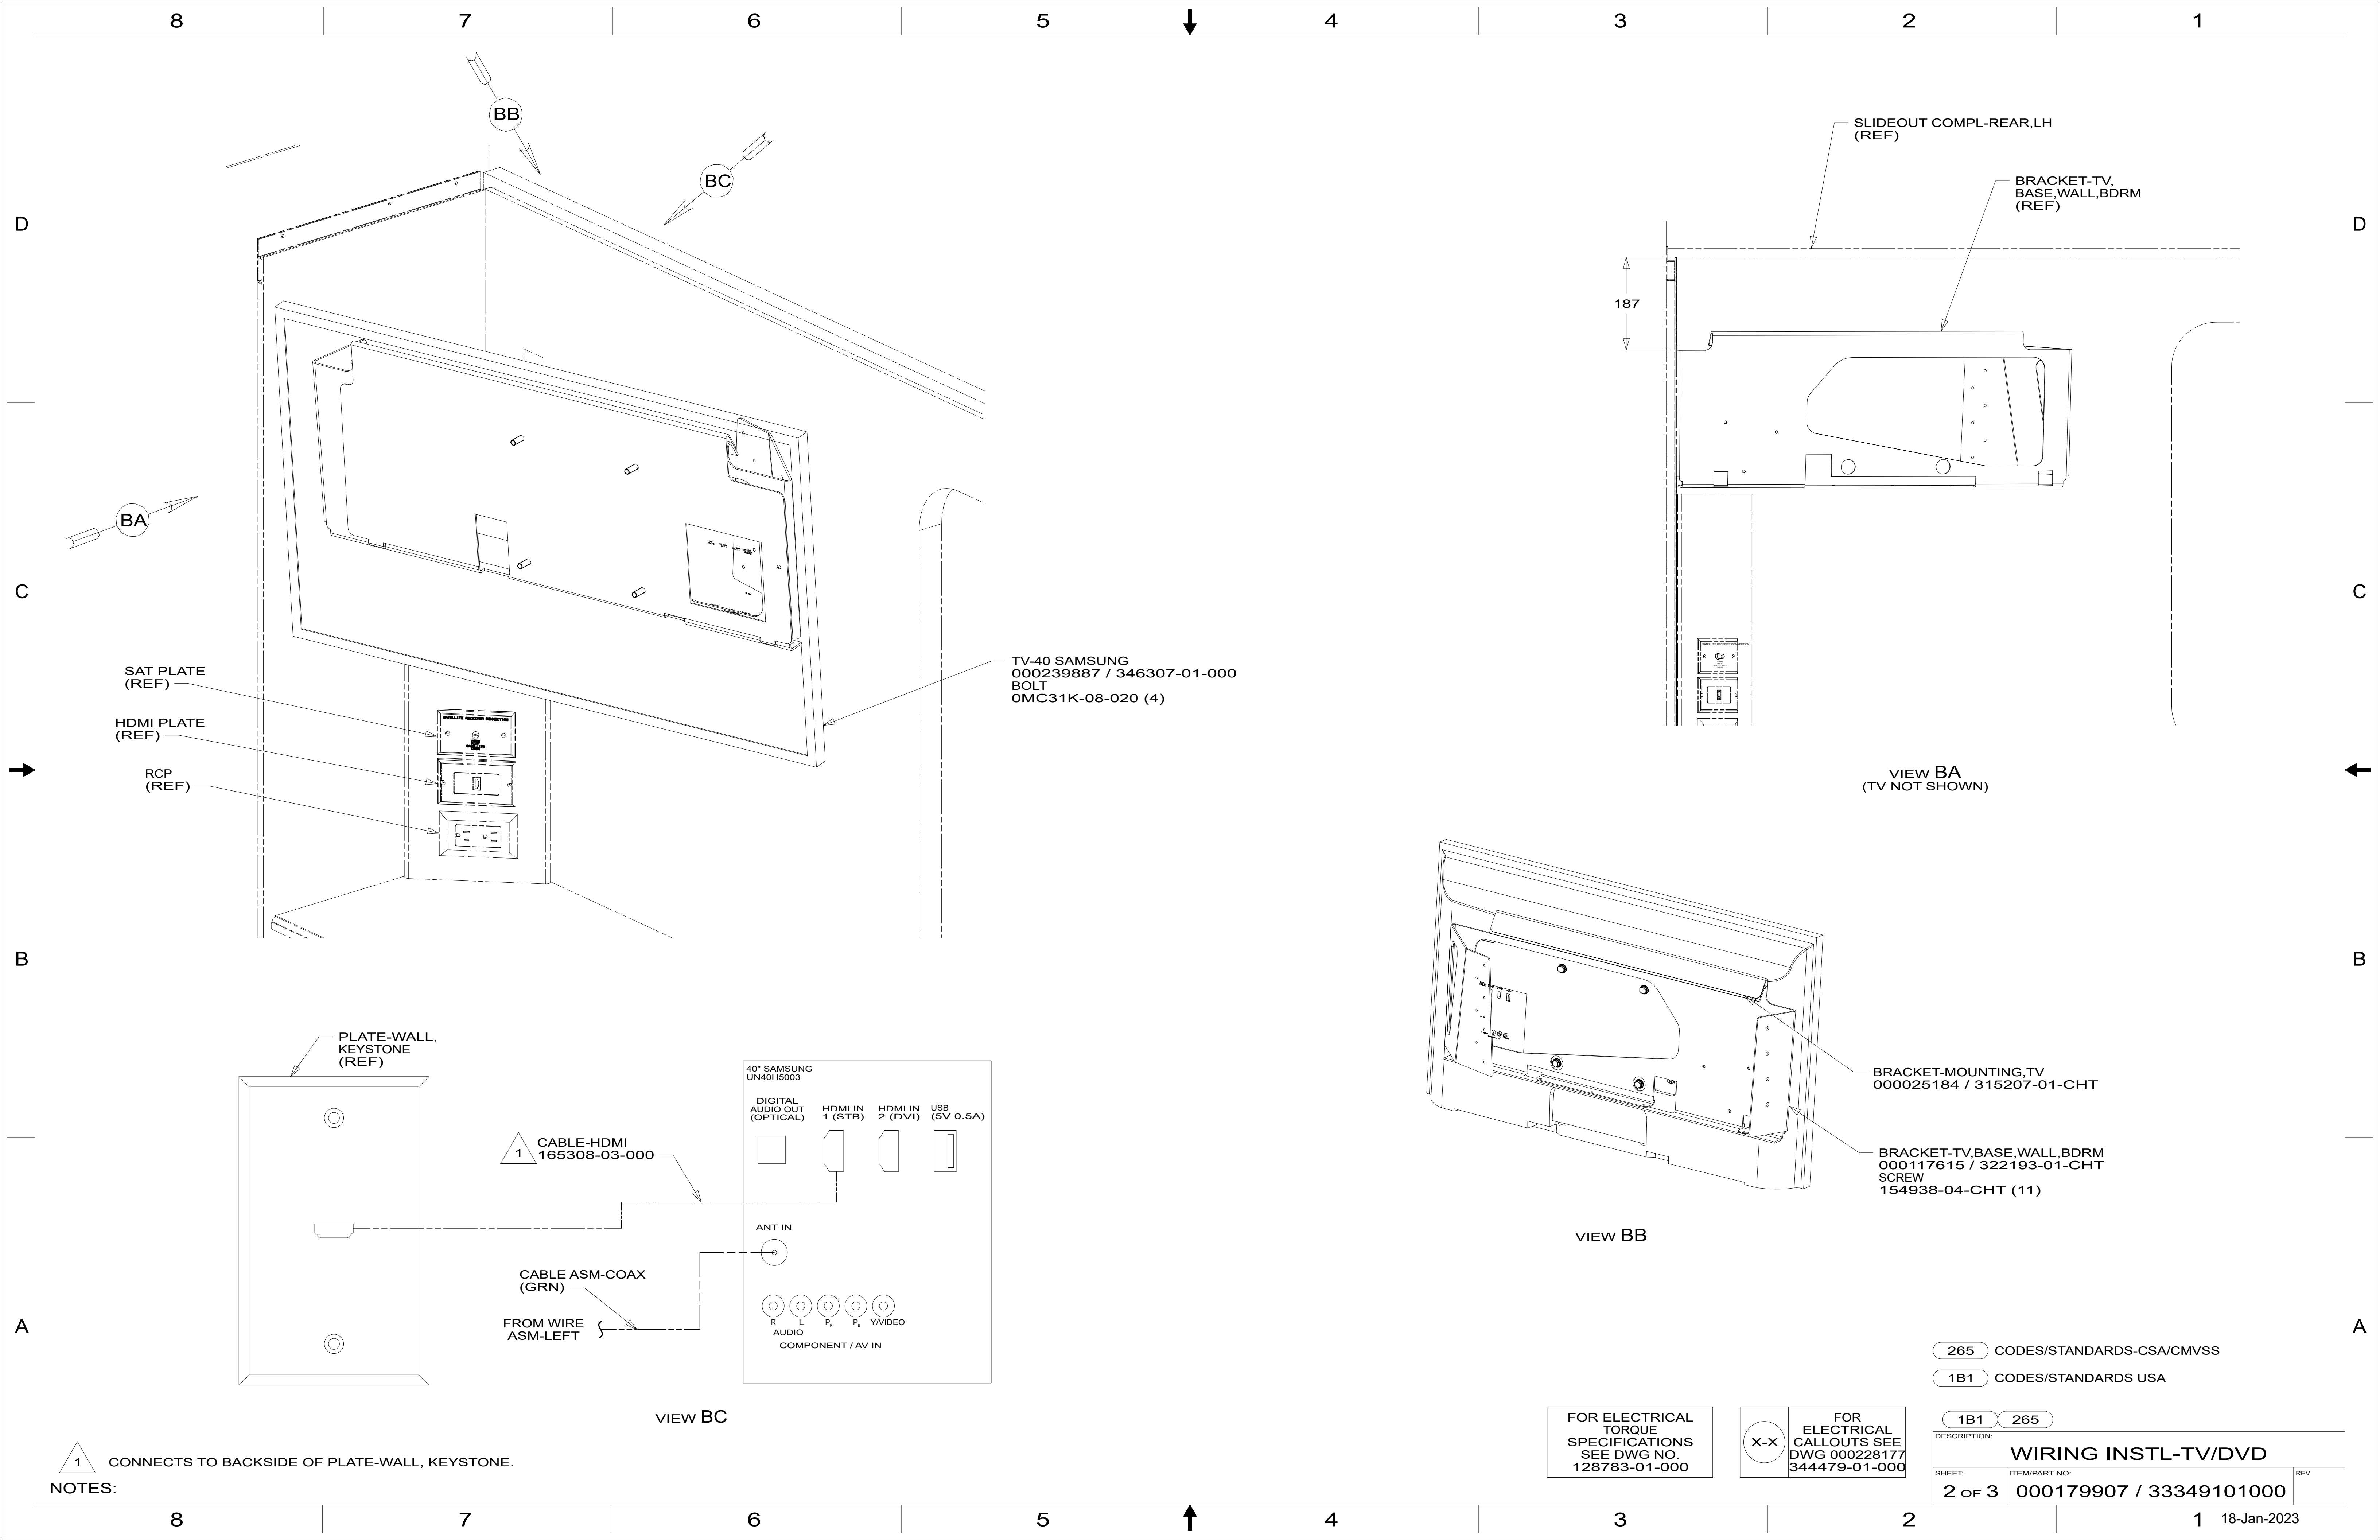 8
7
6
5
4
3
2
1
D
C
B
A
D
C
B
A
BB
BC
BA
SAT PLATE
(REF)
HDMI PLATE
(REF)
RCP
(REF)
SATELLITE RECEIVER CONNECTION
TV-40 SAMSUNG
000239887 / 346307-01-000
BOLT
0MC31K-08-020 (4)
SLIDEOUT COMPL-REAR,LH
(REF)
BRACKET-TV,
BASE,WALL,BDRM
(REF)
187
VIEW BA
(TV NOT SHOWN)
BRACKET-MOUNTING,TV
000025184 / 315207-01-CHT
BRACKET-TV,BASE,WALL,BDRM
000117615 / 322193-01-CHT
SCREW
154938-04-CHT (11)
VIEW BB
PLATE-WALL,
KEYSTONE
(REF)
1
CABLE-HDMI
165308-03-000
CABLE ASM-COAX
(GRN)
FROM WIRE
ASM-LEFT
40" SAMSUNG
UN40H5003
DIGITAL
AUDIO OUT
(OPTICAL)
HDMI IN
1 (STB)
HDMI IN
2 (DVI)
USB
(5V 0.5A)
ANT IN
R
L
Y/VIDEO
AUDIO
COMPONENT / AV IN
VIEW BC
1
CONNECTS TO BACKSIDE OF PLATE-WALL, KEYSTONE.
NOTES:
FOR ELECTRICAL
TORQUE
SPECIFICATIONS
SEE DWG NO.
128783-01-000
X-X
FOR
ELECTRICAL
CALLOUTS SEE
DWG 000228177
344479-01-000
265 CODES/STANDARDS-CSA/CMVSS
1B1 CODES/STANDARDS USA
1B1 265
DESCRIPTION:
WIRING INSTL-TV/DVD
SHEET:
2 OF 3
ITEM/PART NO:
000179907 / 33349101000
REV
8
7
6
5
4
3
2
1
18-Jan-2023